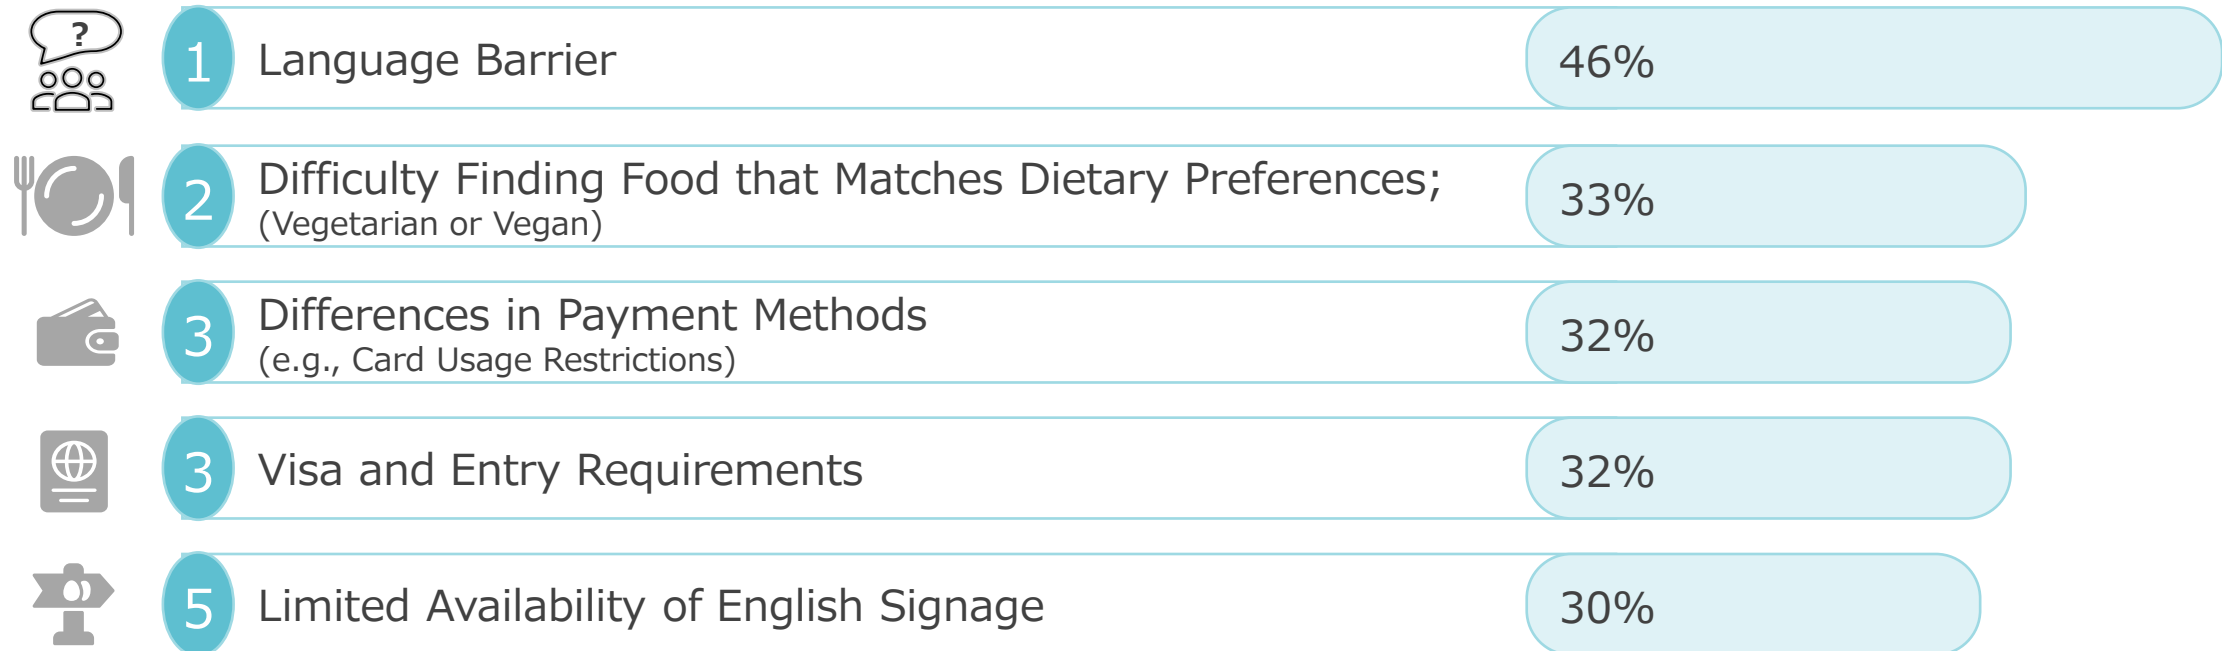 ?
1 Language Barrier 46%
2 Difficulty Finding Food that Matches Dietary Preferences; 33%
(Vegetarian or Vegan)
3 Differences in Payment Methods 32%
(e.g., Card Usage Restrictions)
3 Visa and Entry Requirements 32%
5 Limited Availability of English Signage 30%